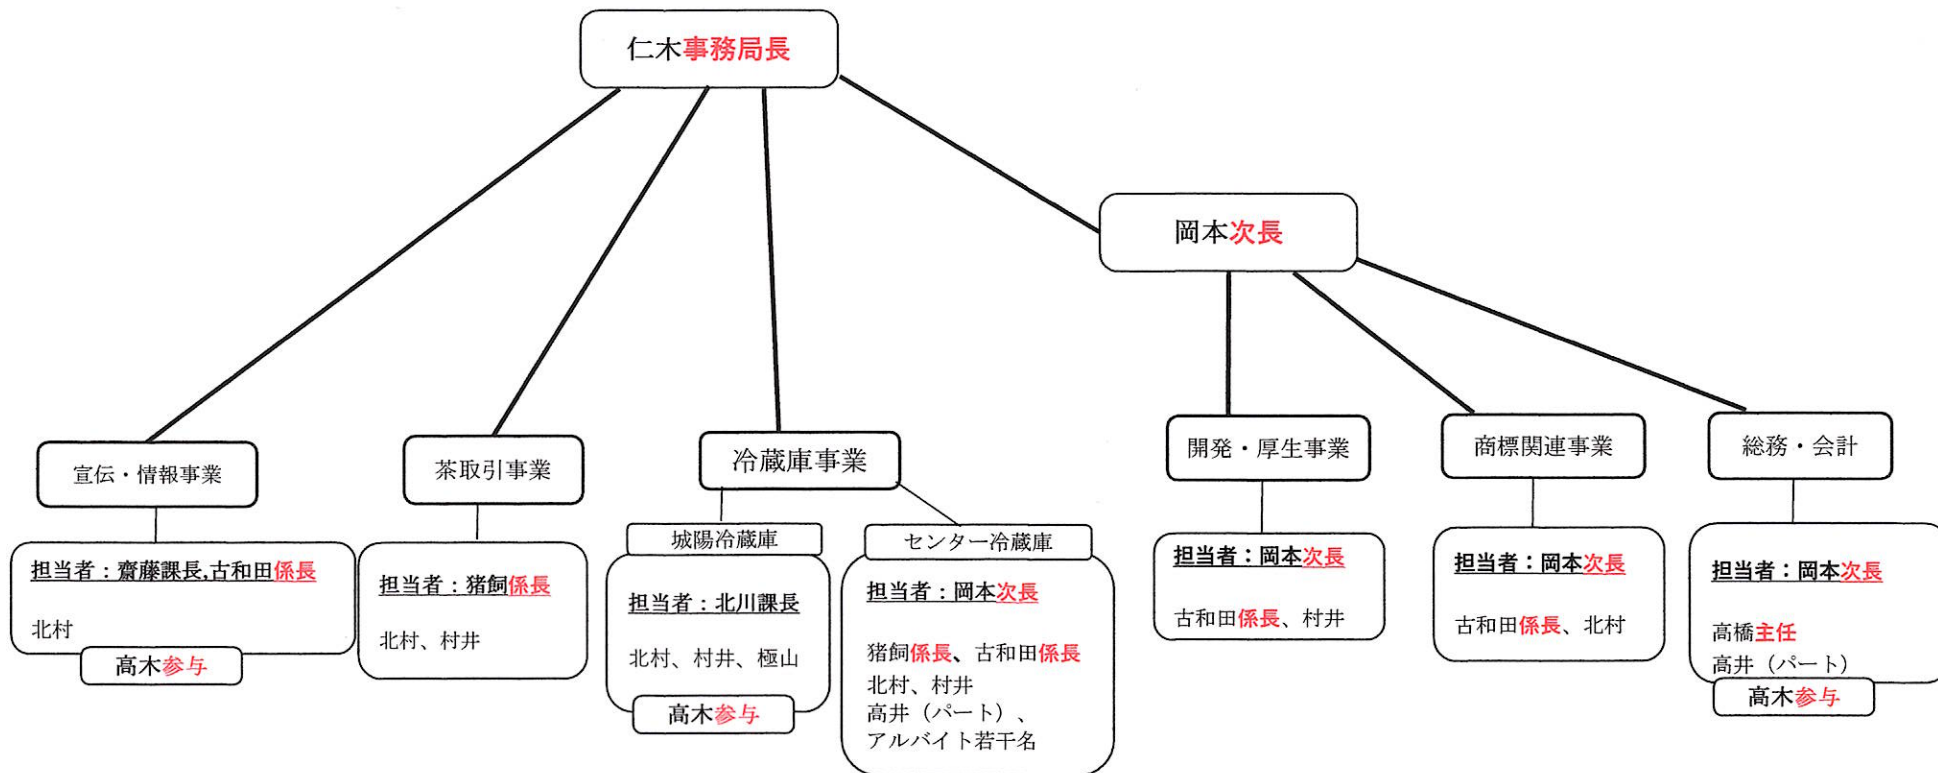 仁木事務局長
岡本次長
宣伝・情報事業
茶取引事業
冷蔵庫事業
開発・厚生事業
商標関連事業
総務・会計
担当者：齋藤課長,古和田係長
北村
高木参与
担当者：猪飼係長
北村、村井
城陽冷蔵庫
担当者：北川課長
北村、村井、極山
高木参与
センター冷蔵庫
担当者：岡本次長
猪飼係長、古和田係長
北村、村井
高井（パート）、
アルバイト若干名
担当者：岡本次長
古和田係長、村井
担当者：岡本次長
古和田係長、北村
担当者：岡本次長
高橋主任
高井（パート）
高木参与